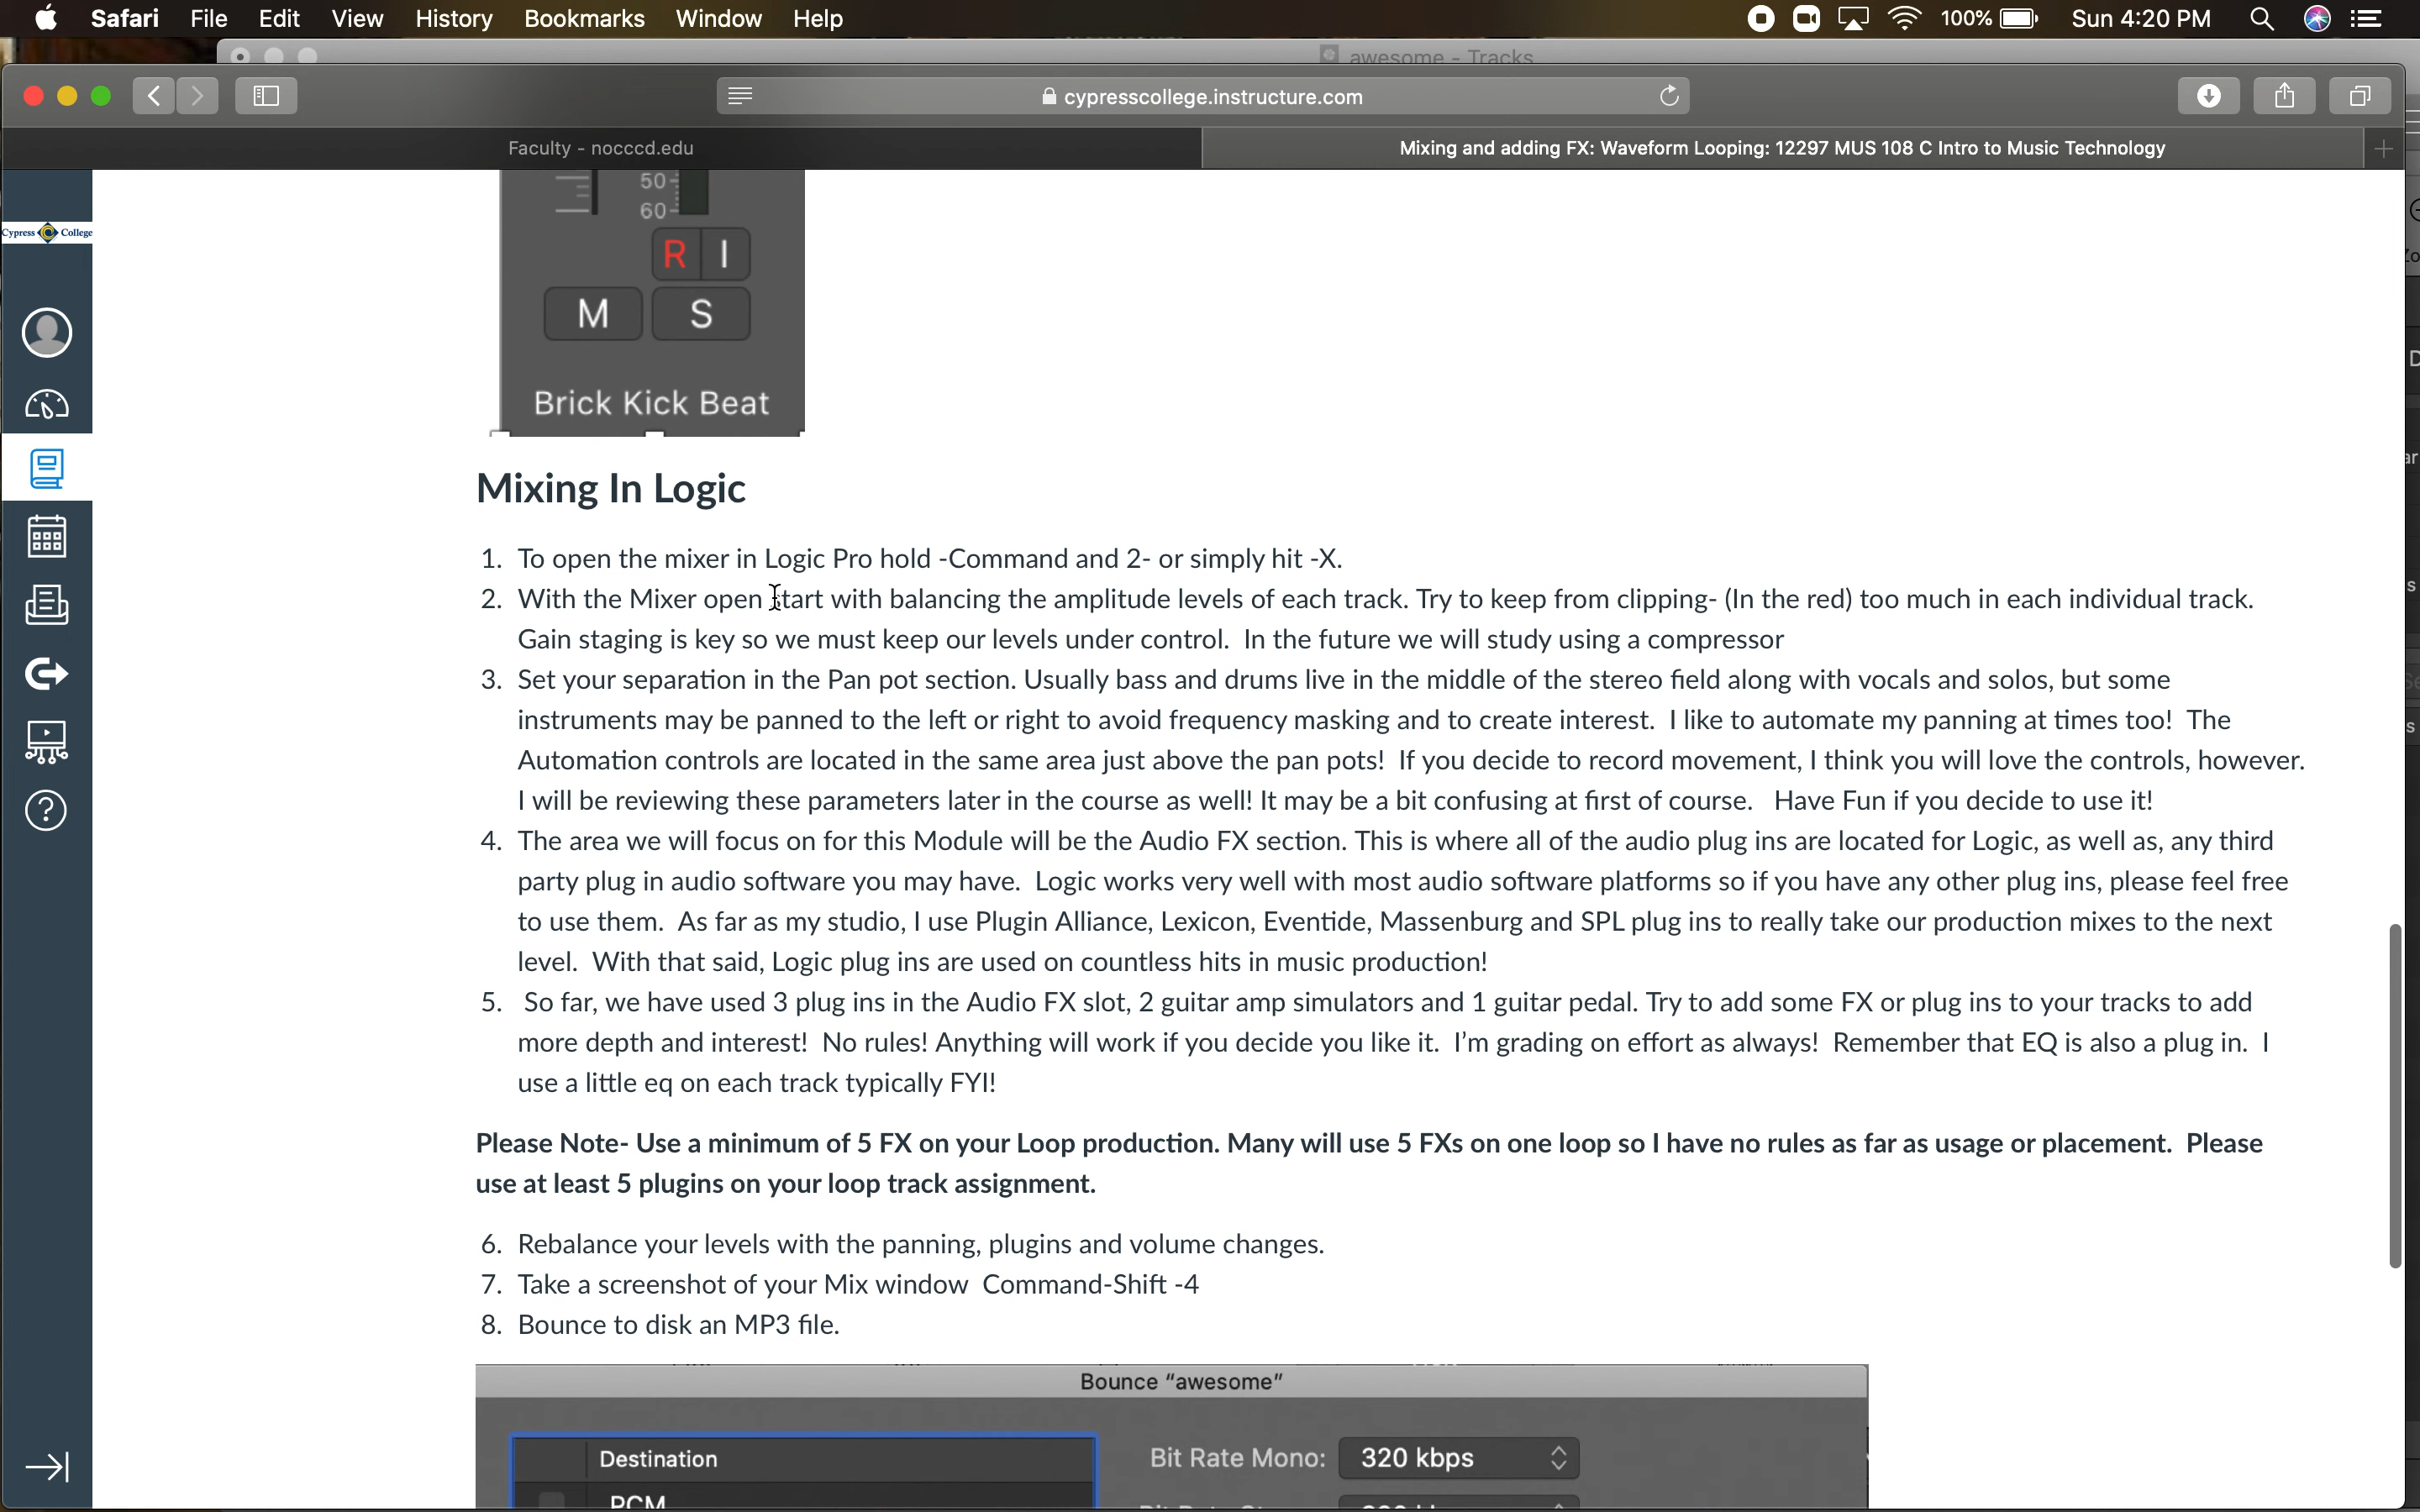 Safari File Edit View History Bookmarks Window Help 100% Sun 4:20 PM
awesome - Tracks
cypresscollege.instructure.com
Faculty - nocccd.edu
Mixing and adding FX: Waveform Looping: 12297 MUS 108 C Intro to Music Technology
Cypress College
50
60
R I
M S
Brick Kick Beat
Mixing In Logic
1. To open the mixer in Logic Pro hold -Command and 2- or simply hit -X.
2. With the Mixer open start with balancing the amplitude levels of each track. Try to keep from clipping- (In the red) too much in each individual track.
Gain staging is key so we must keep our levels under control. In the future we will study using a compressor
3. Set your separation in the Pan pot section. Usually bass and drums live in the middle of the stereo field along with vocals and solos, but some
instruments may be panned to the left or right to avoid frequency masking and to create interest. I like to automate my panning at times too! The
Automation controls are located in the same area just above the pan pots! If you decide to record movement, I think you will love the controls, however.
I will be reviewing these parameters later in the course as well! It may be a bit confusing at first of course. Have Fun if you decide to use it!
4. The area we will focus on for this Module will be the Audio FX section. This is where all of the audio plug ins are located for Logic, as well as, any third
party plug in audio software you may have. Logic works very well with most audio software platforms so if you have any other plug ins, please feel free
to use them. As far as my studio, I use Plugin Alliance, Lexicon, Eventide, Massenburg and SPL plug ins to really take our production mixes to the next
level. With that said, Logic plug ins are used on countless hits in music production!
5. So far, we have used 3 plug ins in the Audio FX slot, 2 guitar amp simulators and 1 guitar pedal. Try to add some FX or plug ins to your tracks to add
more depth and interest! No rules! Anything will work if you decide you like it. I'm grading on effort as always! Remember that EQ is also a plug in. I
use a little eq on each track typically FYI!
Please Note- Use a minimum of 5 FX on your Loop production. Many will use 5 FXs on one loop so I have no rules as far as usage or placement. Please
use at least 5 plugins on your loop track assignment.
6. Rebalance your levels with the panning, plugins and volume changes.
7. Take a screenshot of your Mix window Command-Shift -4
8. Bounce to disk an MP3 file.
Bounce "awesome"
Destination
Bit Rate Mono: 320 kbps
PCM